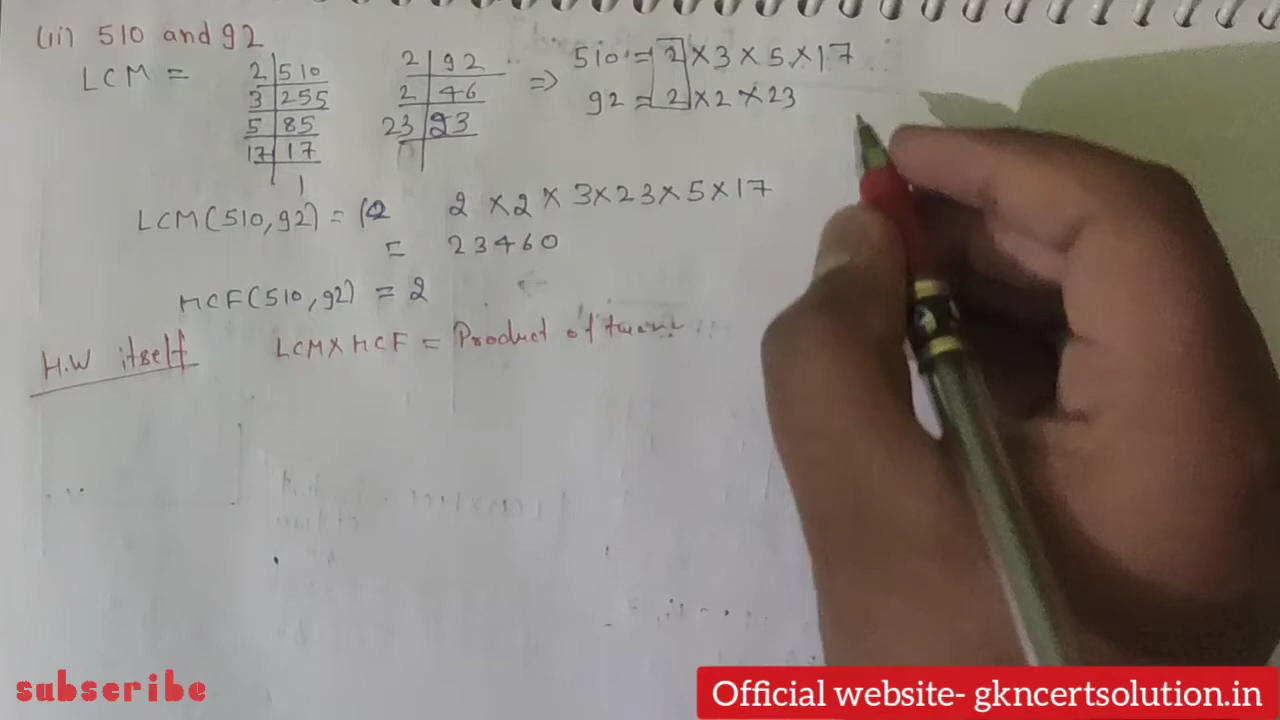 (ii) 510 and 92
LCM =
2 510
3 255
5 85
17 17
1
2 92
2 46
23 23
1
⇒ 510 = 2 × 3 × 5 × 17
92 = 2 × 2 × 23
LCM(510,92) = 2 × 2 × 3 × 23 × 5 × 17
= 23460
HCF(510,92) = 2
H.W itself
LCM × HCF = Product of
subscribe
Official website- gkncertsolution.in